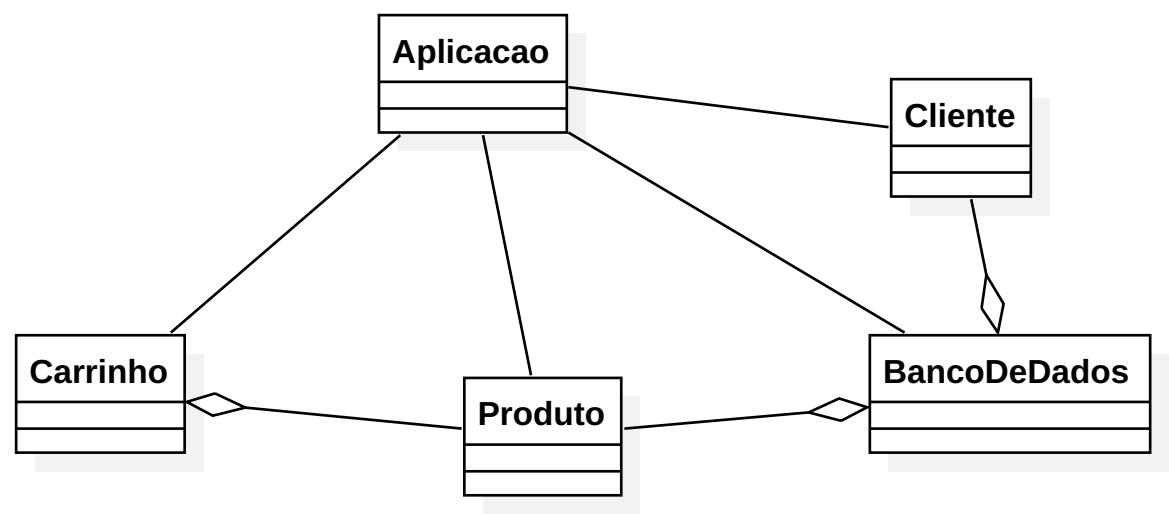 Aplicacao
Cliente
Carrinho
Produto
BancoDeDados